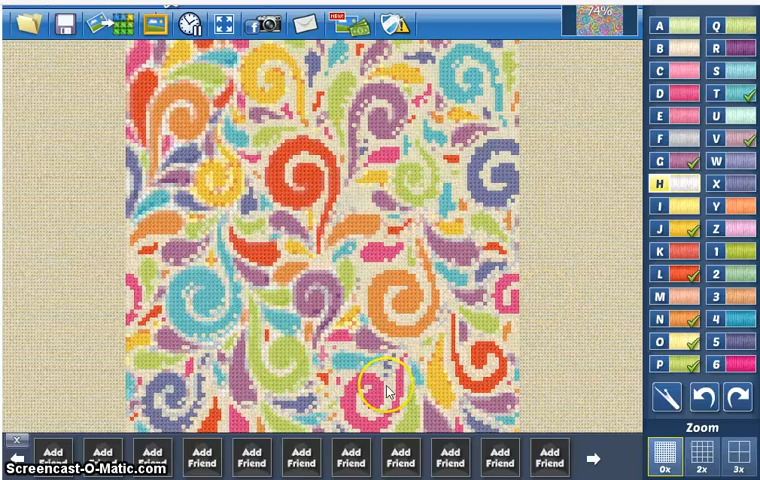 NEW!
74%
A Q
B R
C S
D T
E U
F V
G W
H X
I Y
J Z
K 1
L 2
M 3
N 4
O 5
P 6
Zoom
0x 2x 3x
x
Add Friend
Add Friend
Add Friend
Add Friend
Add Friend
Add Friend
Add Friend
Add Friend
Add Friend
Add Friend
Add Friend
Screencast-O-Matic.com